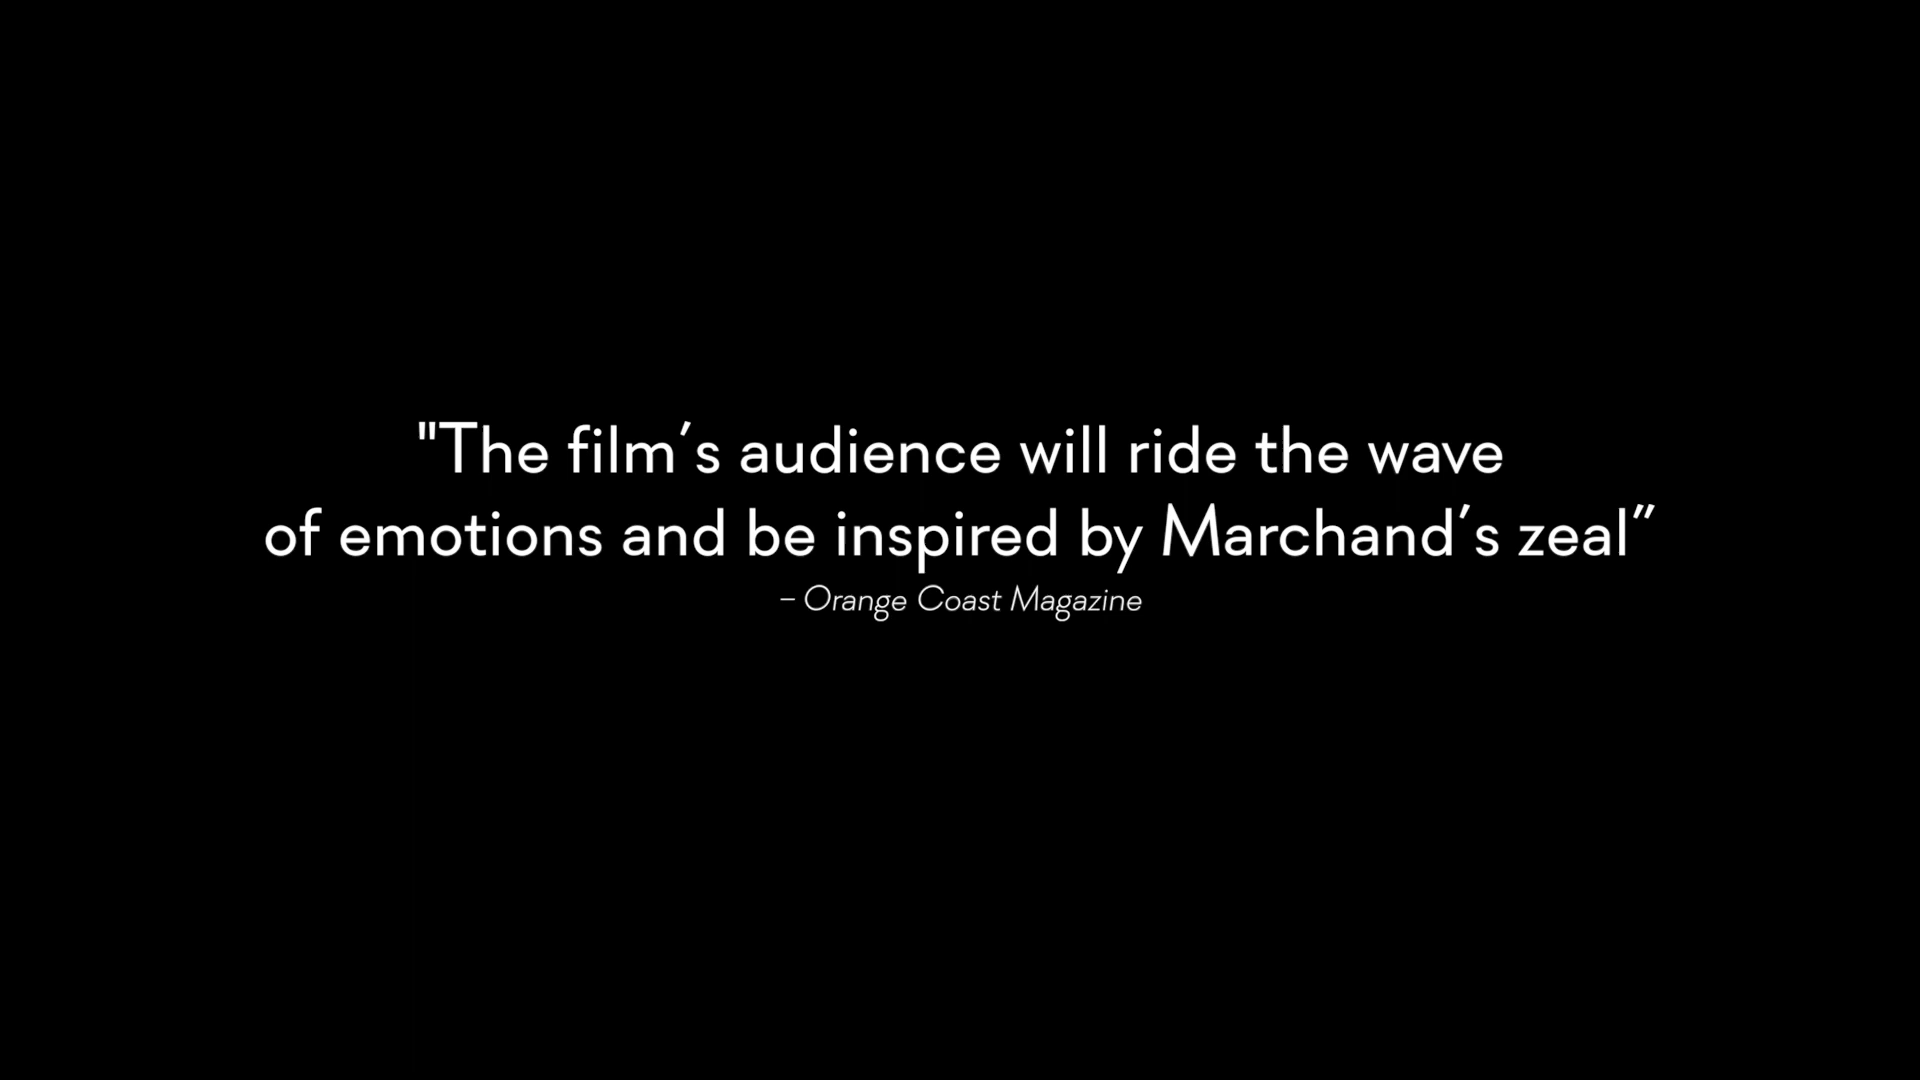 "The film’s audience will ride the wave
of emotions and be inspired by Marchand’s zeal”
– Orange Coast Magazine